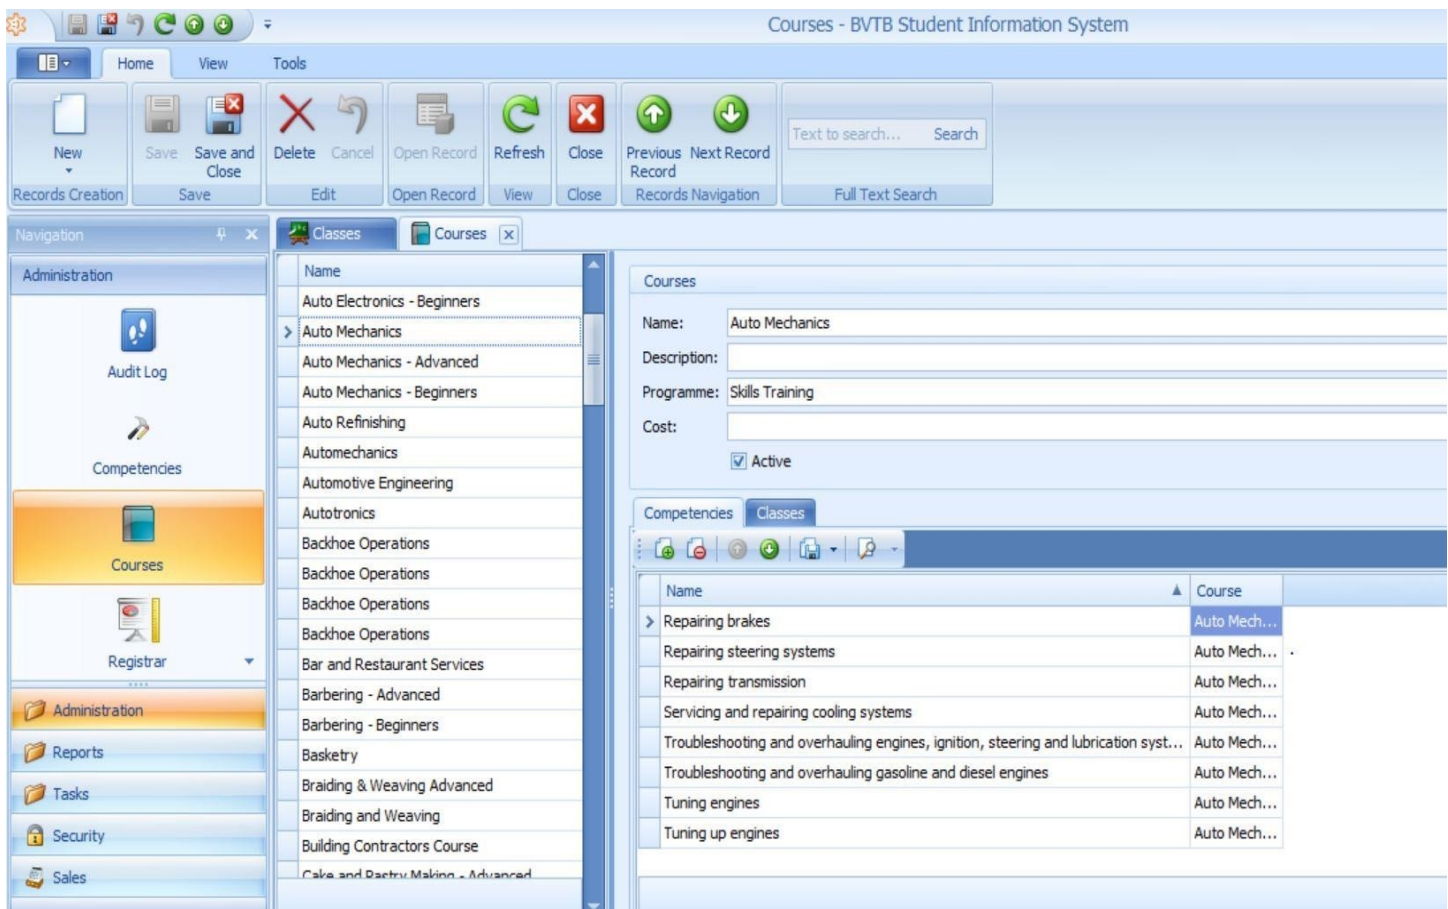 Courses - BVTB Student Information System
Home View Tools
New Save Save and Close Delete Cancel Open Record Refresh Close Previous Record Next Record Text to search... Search
Records Creation Save Edit Open Record View Close Records Navigation Full Text Search
Navigation
Administration
Audit Log
Competencies
Courses
Registrar
Administration
Reports
Tasks
Security
Sales
Classes Courses
Name
Auto Electronics - Beginners
Auto Mechanics
Auto Mechanics - Advanced
Auto Mechanics - Beginners
Auto Refinishing
Automechanics
Automotive Engineering
Autotronics
Backhoe Operations
Backhoe Operations
Backhoe Operations
Backhoe Operations
Bar and Restaurant Services
Barbering - Advanced
Barbering - Beginners
Basketry
Braiding & Weaving Advanced
Braiding and Weaving
Building Contractors Course
Cake and Pastry Making - Advanced
Courses
Name: Auto Mechanics
Description:
Programme: Skills Training
Cost:
Active
Competencies Classes
Name Course
Repairing brakes Auto Mech...
Repairing steering systems Auto Mech...
Repairing transmission Auto Mech...
Servicing and repairing cooling systems Auto Mech...
Troubleshooting and overhauling engines, ignition, steering and lubrication syst... Auto Mech...
Troubleshooting and overhauling gasoline and diesel engines Auto Mech...
Tuning engines Auto Mech...
Tuning up engines Auto Mech...